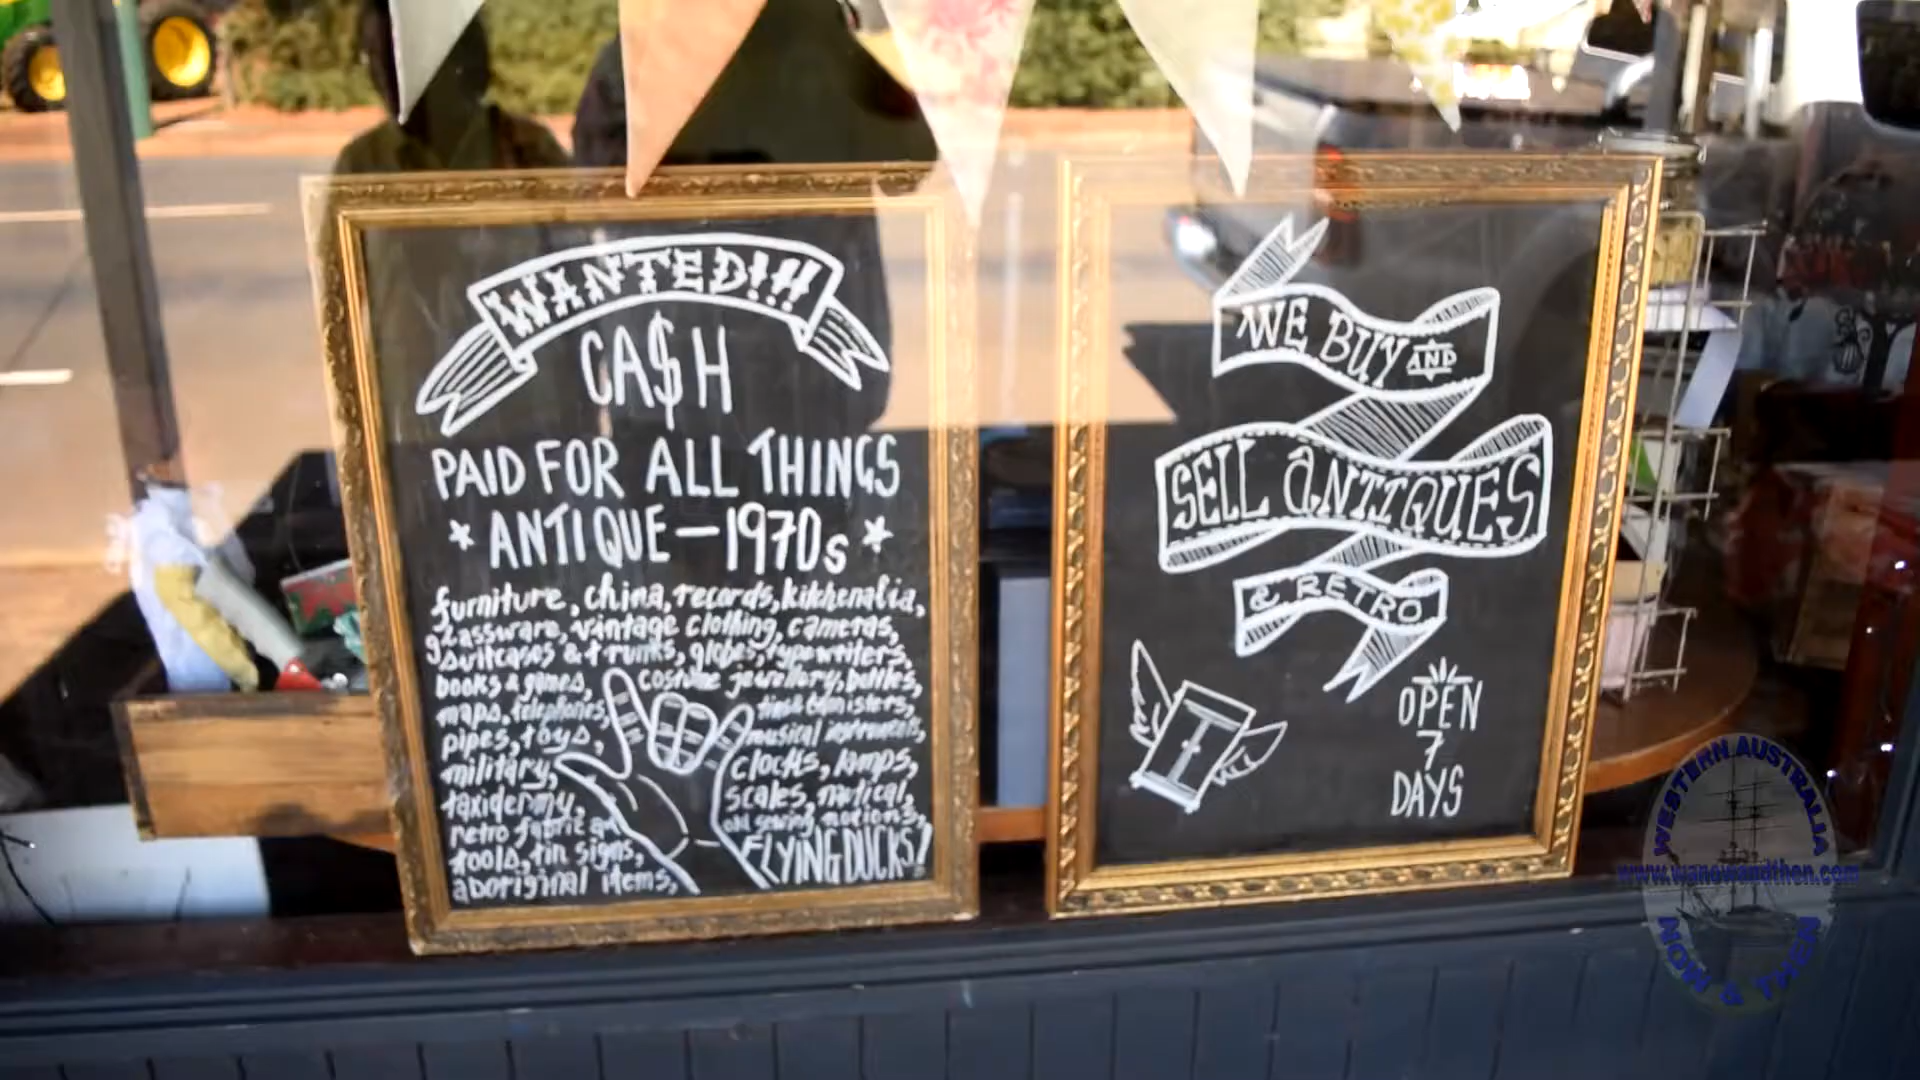 WANTED!!!
CA$H
PAID FOR ALL THINGS
ANTIQUE – 1970s
furniture, china, records, kitchenalia,
glassware, vintage clothing, cameras,
suitcases & trunks, globes, typewriters,
books & games, costume jewellery, bottles,
maps, telephones, tins & canisters,
pipes, toys, musical instruments,
military, clocks, lamps,
taxidermy, scales, nautical,
retro fabric old sewing notions,
tools, tin signs, FLYING DUCKS!
aboriginal items,
WE BUY AND
SELL ANTIQUES
& RETRO
OPEN
7
DAYS
WESTERN AUSTRALIA
www.wanowandthen.com
NOW & THEN